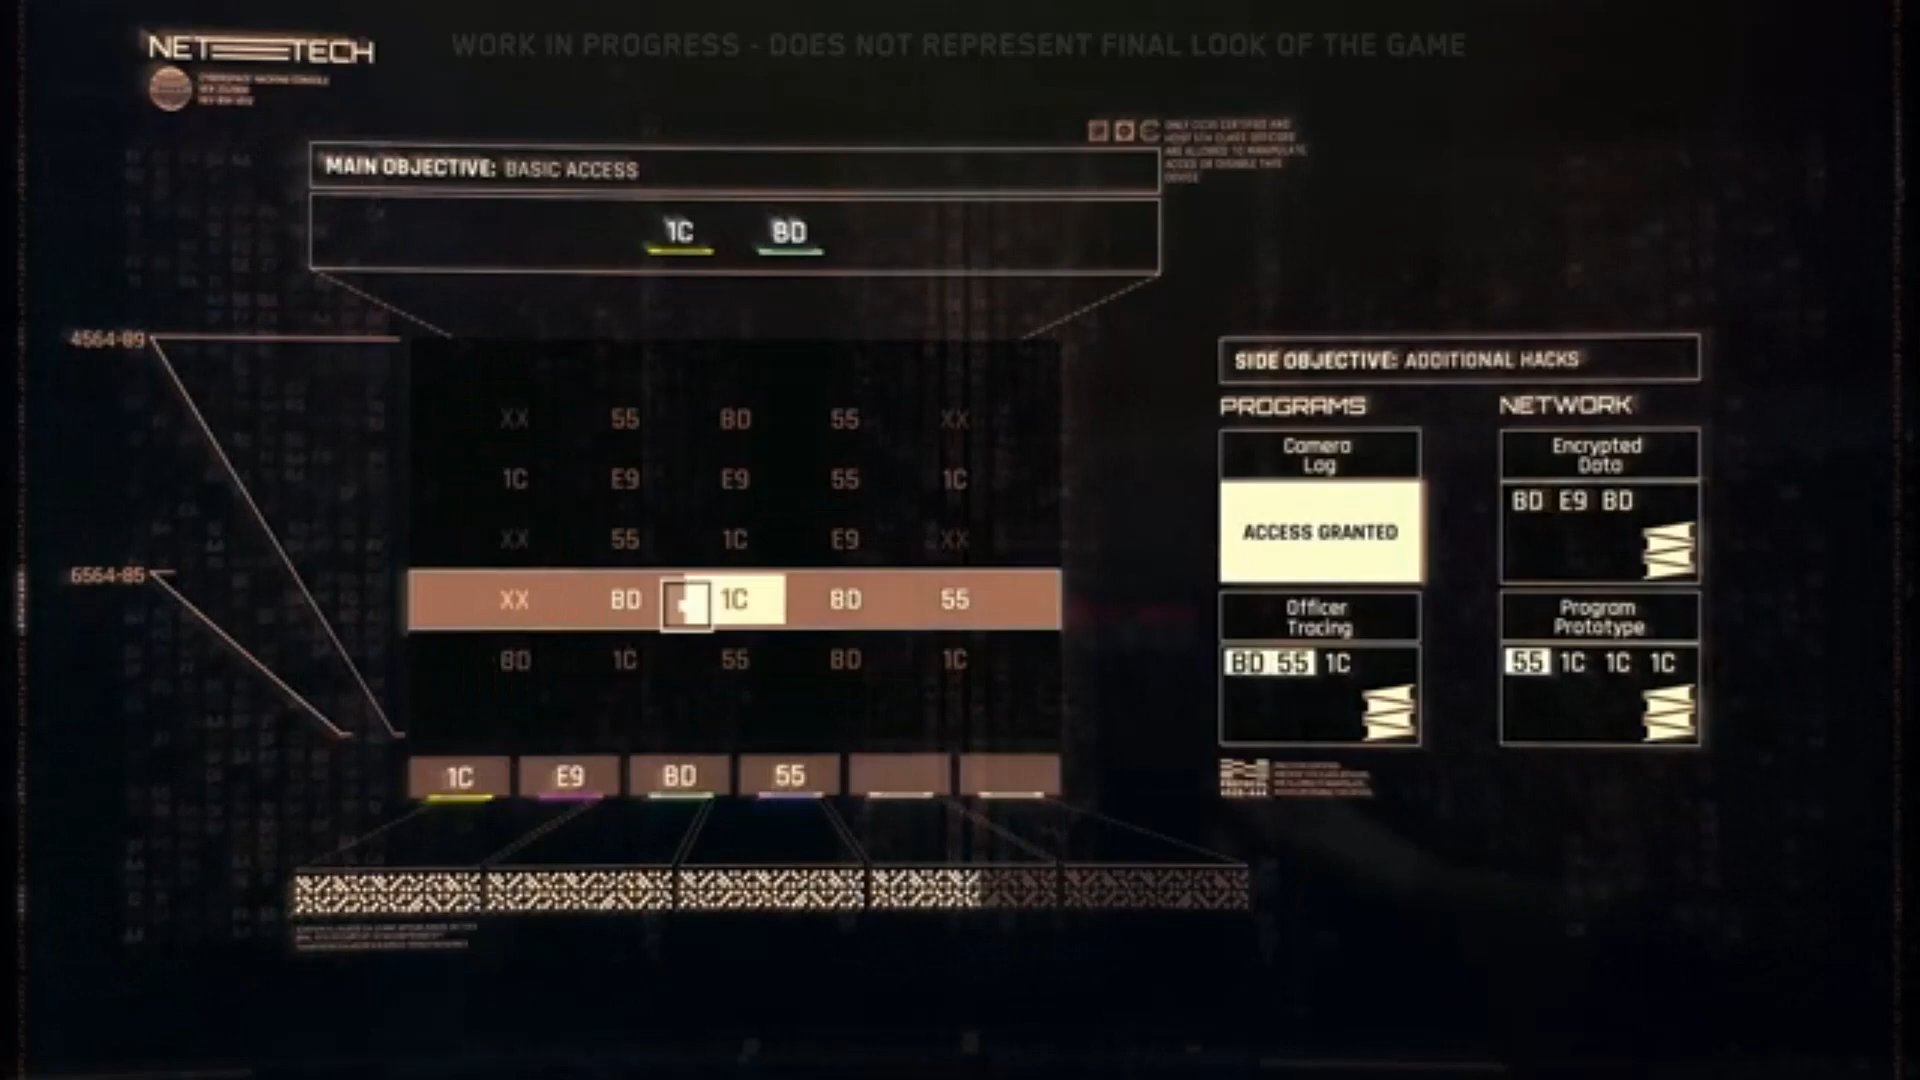 NET TECH
WORK IN PROGRESS - DOES NOT REPRESENT FINAL LOOK OF THE GAME
MAIN OBJECTIVE: BASIC ACCESS
1C BD
4564-89
XX 55 BD 55 XX
1C E9 E9 55 1C
XX 55 1C E9 XX
6564-85
XX BD 1C BD 55
BD 1C 55 BD 1C
1C E9 BD 55
SIDE OBJECTIVE: ADDITIONAL HACKS
PROGRAMS
Camera
Log
ACCESS GRANTED
Officer
Tracing
BD 55 1C
NETWORK
Encrypted
Data
BD E9 BD
Program
Prototype
55 1C 1C 1C